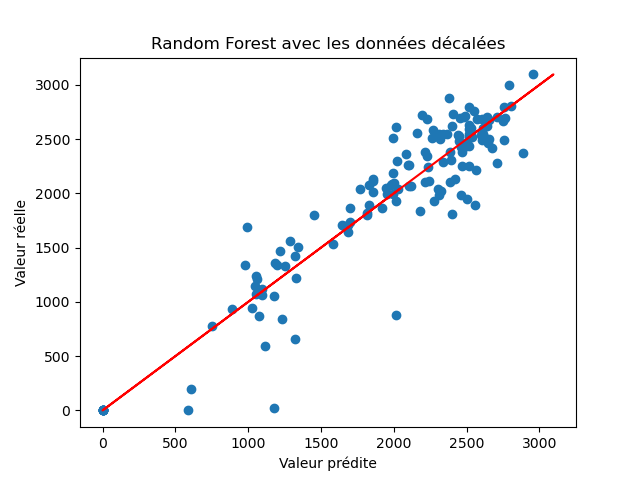 Random Forest avec les données décalées
3000
2500
2000
1500
1000
500
0
Valeur réelle
0 500 1000 1500 2000 2500 3000
Valeur prédite